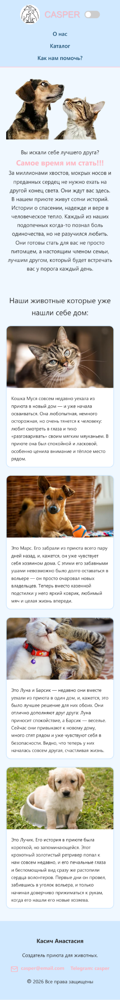 CASPER
О нас
Каталог
Как нам помочь?
Вы искали себе лучшего друга?
Самое время им стать!!!
За миллионами хвостов, мокрых носов и
преданных сердец не нужно ехать на
другой конец света. Они ждут вас здесь.
В нашем приюте живут сотни историй.
Истории о спасении, надежде и вере в
человеческое тепло. Каждый из наших
подопечных когда-то познал боль
одиночества, но не разучился любить.
Они готовы стать для вас не просто
питомцем, а настоящим членом семьи,
лучшим другом, который будет встречать
вас у порога каждый день.
Наши животные которые уже
нашли себе дом:
Кошка Муся совсем недавно уехала из
приюта в новый дом — и уже начала
осваиваться. Она любопытная, немного
осторожная, но очень тянется к человеку:
любит смотреть в глаза и тихо
«разговаривать» своим мягким мяуканьем. В
приюте она был спокойной и ласковой,
особенно ценила внимание и тёплое место
рядом.
Это Марс. Его забрали из приюта всего пару
дней назад, и, кажется, он уже чувствует
себя хозяином дома. С этими его забавными
ушами невозможно было долго оставаться в
вольере — он просто очаровал новых
владельцев. Теперь вместо казенной
подстилки у него яркий коврик, любимый
мяч и целая жизнь впереди.
Это Луна и Барсик — недавно они вместе
уехали из приюта в один дом, и, кажется, это
было лучшее решение для них обоих. Они
отлично дополняют друг друга: Луна
приносит спокойствие, а Барсик — веселье.
Сейчас они привыкают к новому дому,
много спят рядом и уже чувствуют себя в
безопасности. Видно, что теперь у них
началась совсем другая, счастливая жизнь.
Это Лучик. Его история в приюте была
короткой, но запоминающейся. Этот
крохотный золотистый ретривер попал к
нам совсем недавно, и его печальные глаза
и беспомощный вид сразу же растопили
сердца волонтеров. Первые дни он провел,
забившись в уголок вольера, и только
начинал доверчиво прижиматься к рукам,
когда его нашли его новые хозяева.
Касич Анастасия
Создатель приюта для животных.
casper@email.com Telegram: casper
© 2026 Все права защищены